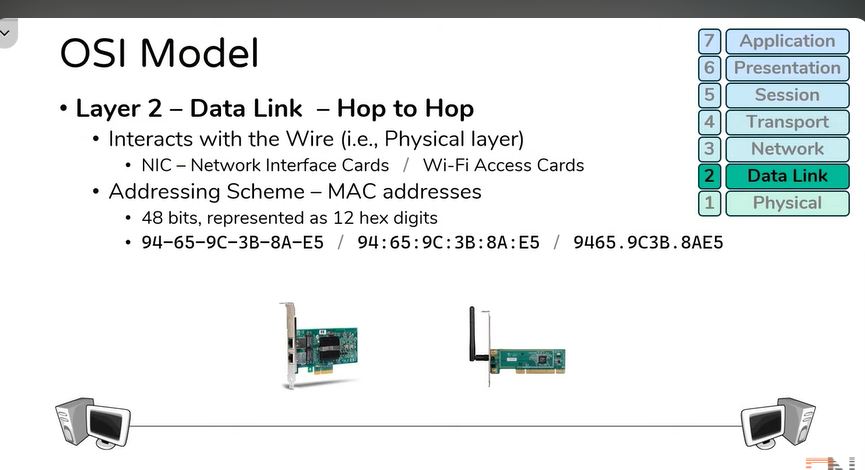 OSI Model
• Layer 2 – Data Link – Hop to Hop
• Interacts with the Wire (i.e., Physical layer)
• NIC – Network Interface Cards / Wi-Fi Access Cards
• Addressing Scheme – MAC addresses
• 48 bits, represented as 12 hex digits
• 94-65-9C-3B-8A-E5 / 94:65:9C:3B:8A:E5 / 9465.9C3B.8AE5
7 Application
6 Presentation
5 Session
4 Transport
3 Network
2 Data Link
1 Physical